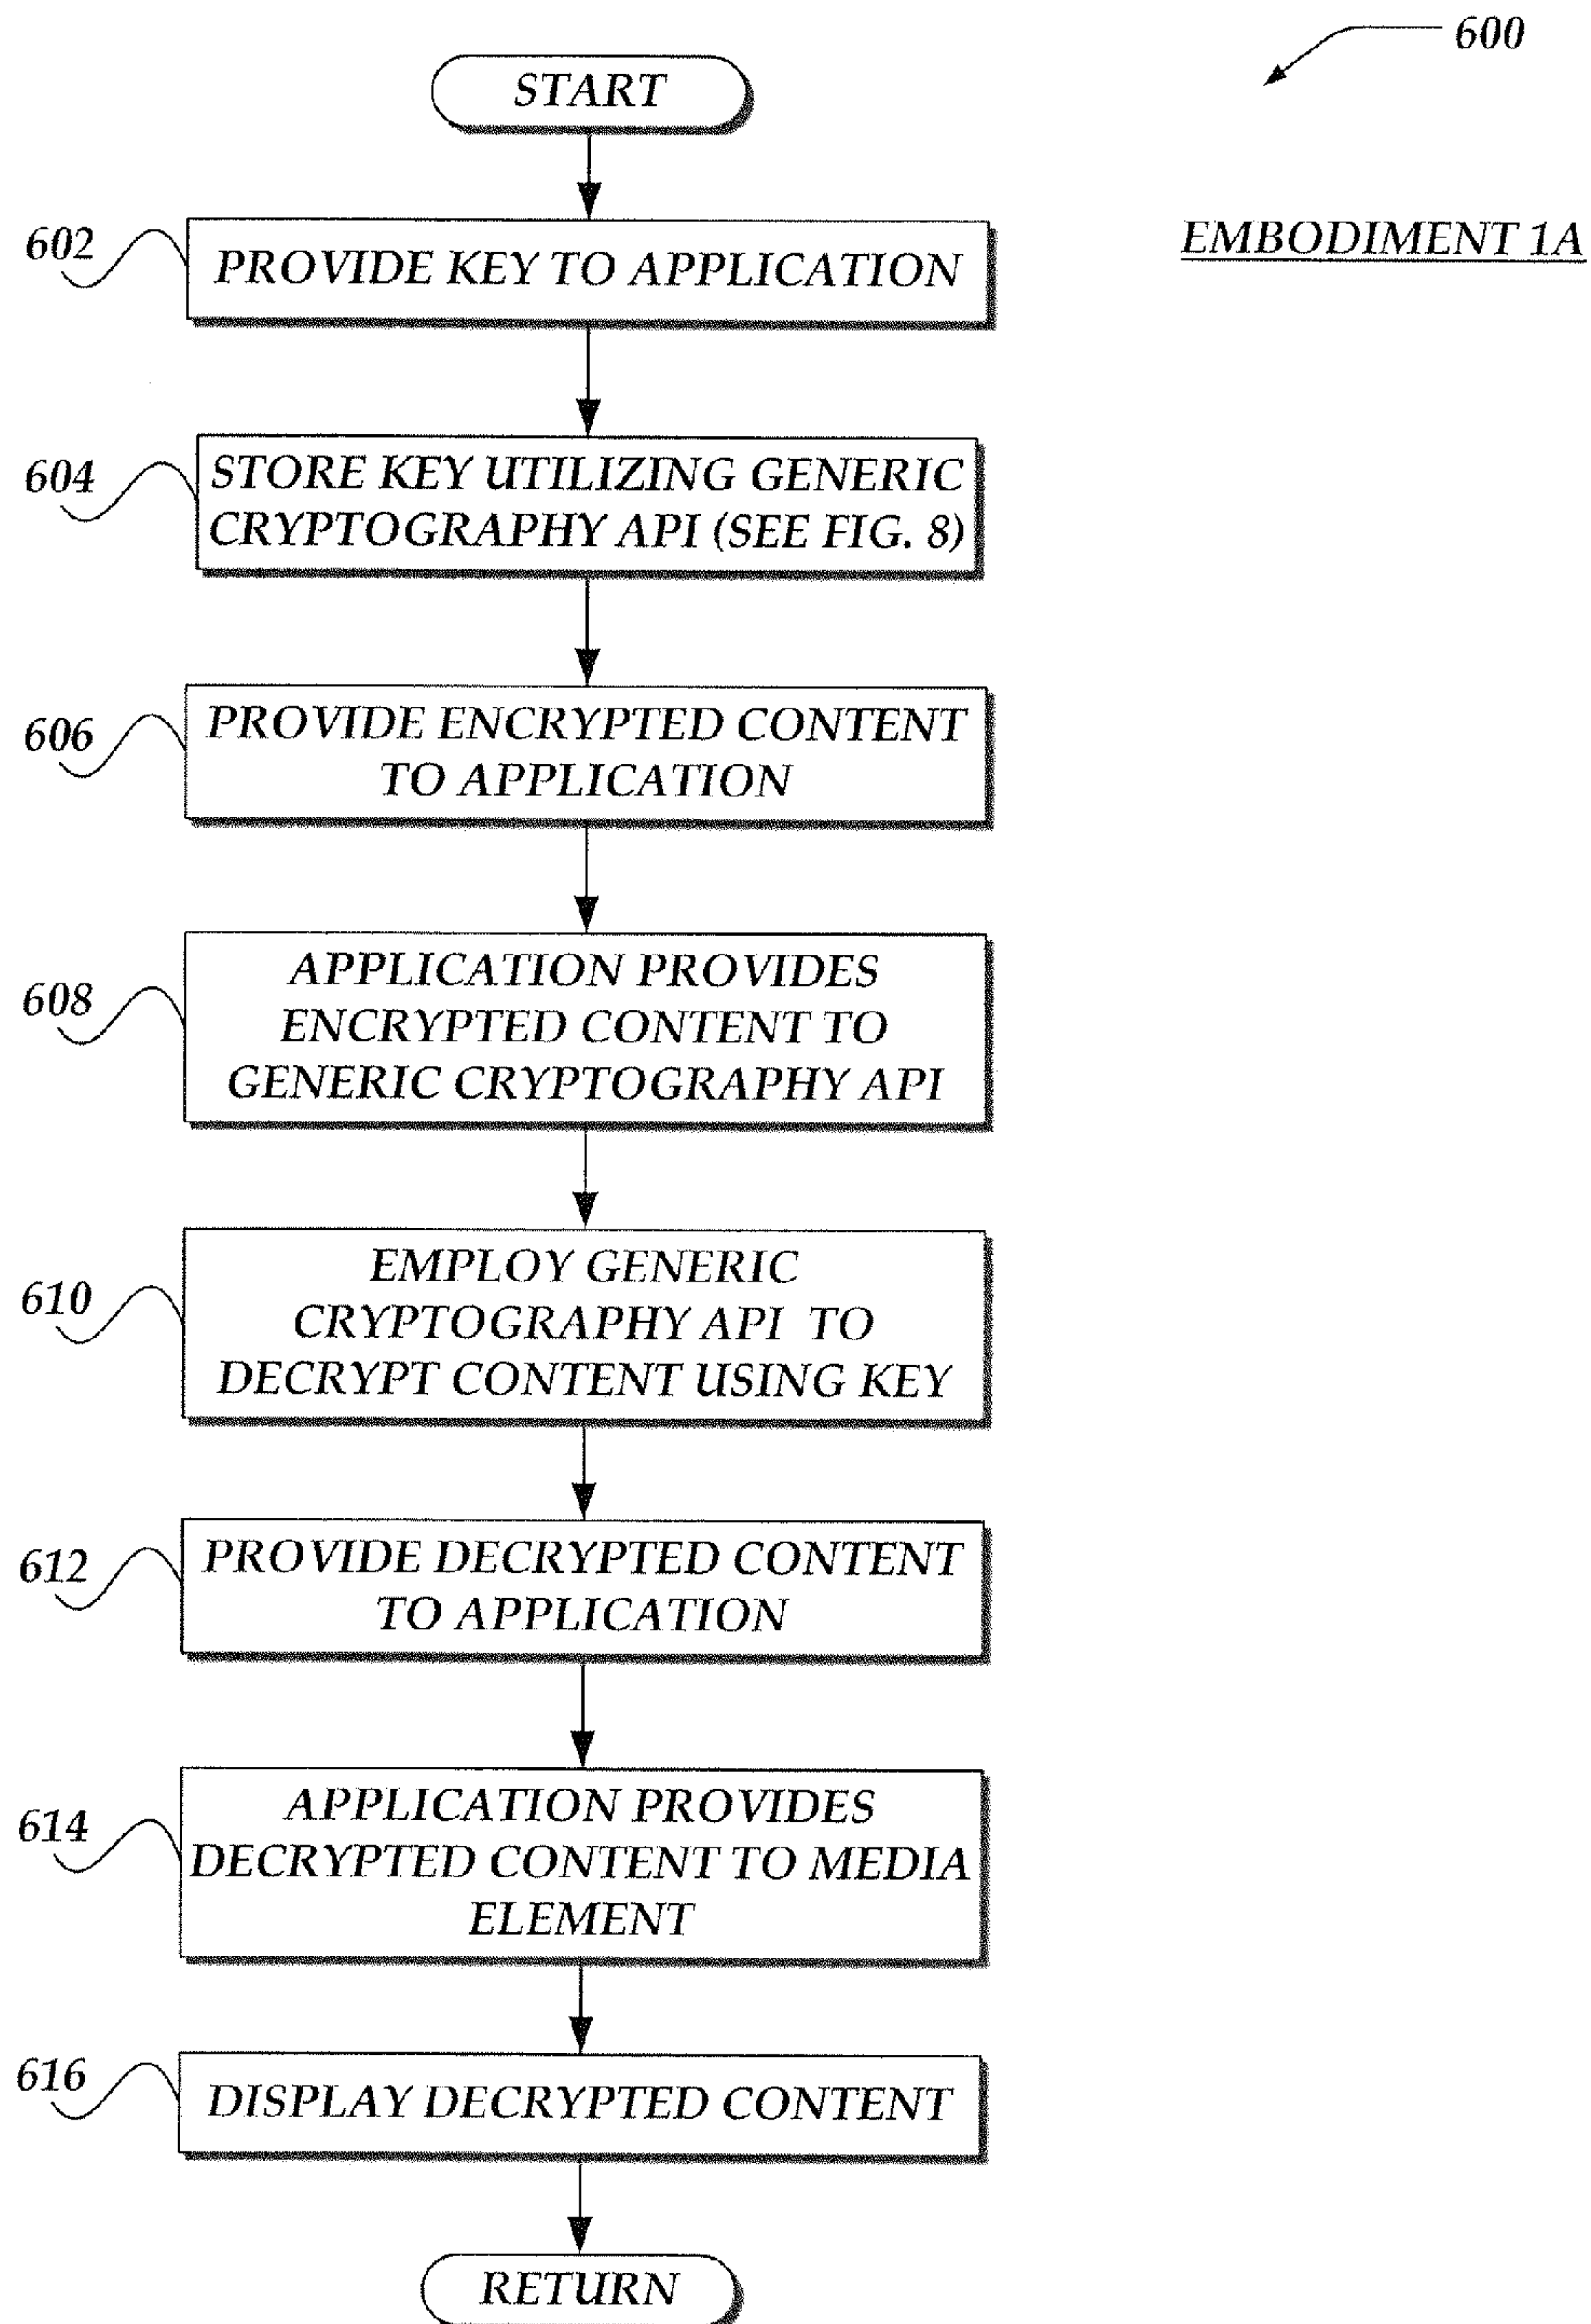 600
START
EMBODIMENT 1A
602
PROVIDE KEY TO APPLICATION
604
STORE KEY UTILIZING GENERIC
CRYPTOGRAPHY API (SEE FIG. 8)
606
PROVIDE ENCRYPTED CONTENT
TO APPLICATION
608
APPLICATION PROVIDES
ENCRYPTED CONTENT TO
GENERIC CRYPTOGRAPHY API
610
EMPLOY GENERIC
CRYPTOGRAPHY API TO
DECRYPT CONTENT USING KEY
612
PROVIDE DECRYPTED CONTENT
TO APPLICATION
614
APPLICATION PROVIDES
DECRYPTED CONTENT TO MEDIA
ELEMENT
616
DISPLAY DECRYPTED CONTENT
RETURN